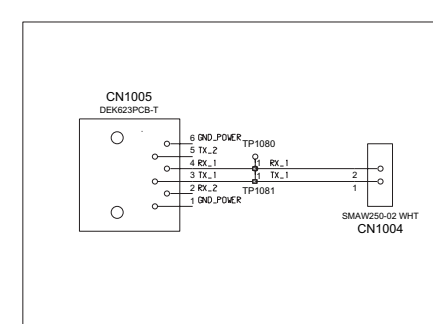 CN1005
DEK623PCB-T
6 GND_POWER
TP1080
5 TX_2
4 RX_1
1
RX_1
3 TX_1
1
TX_1
2
2 RX_2
TP1081
1
1 GND_POWER
SMAW250-02 WHT
CN1004